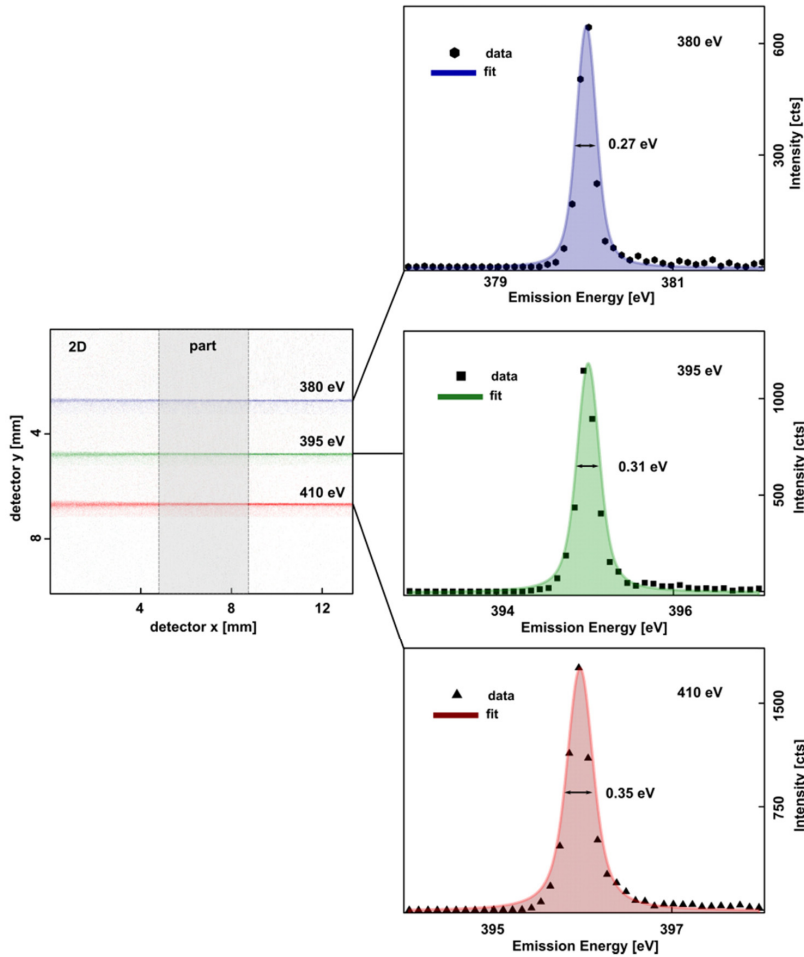 data
fit
380 eV
0.27 eV
600
300
Intensity [cts]
379
381
Emission Energy [eV]
2D
part
380 eV
395 eV
410 eV
4
8
detector y [mm]
4
8
12
detector x [mm]
data
fit
395 eV
0.31 eV
1000
500
Intensity [cts]
394
396
Emission Energy [eV]
data
fit
410 eV
0.35 eV
1500
750
Intensity [cts]
395
397
Emission Energy [eV]